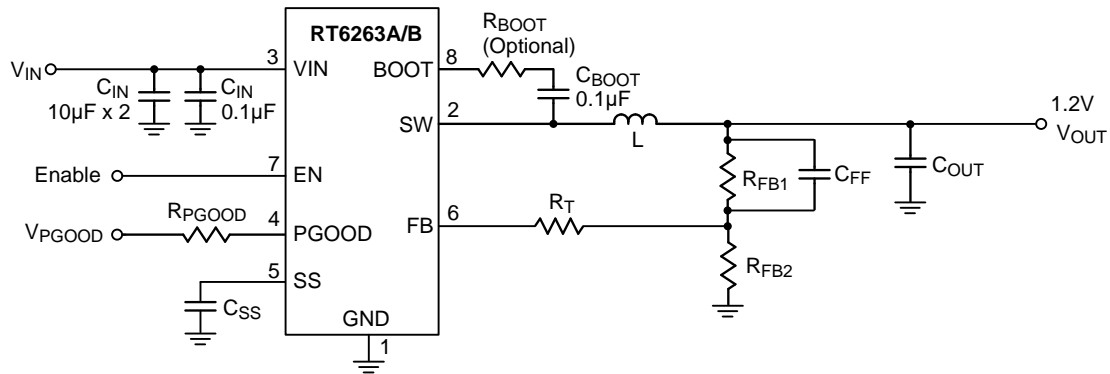 RT6263A/B
VIN
3
VIN
CIN
10μF x 2
CIN
0.1μF
BOOT
8
RBOOT
(Optional)
CBOOT
0.1μF
SW
2
L
1.2V
VOUT
COUT
Enable
7
EN
RFB1
CFF
VPGOOD
RPGOOD
4
PGOOD
FB
6
RT
RFB2
5
SS
CSS
GND
1